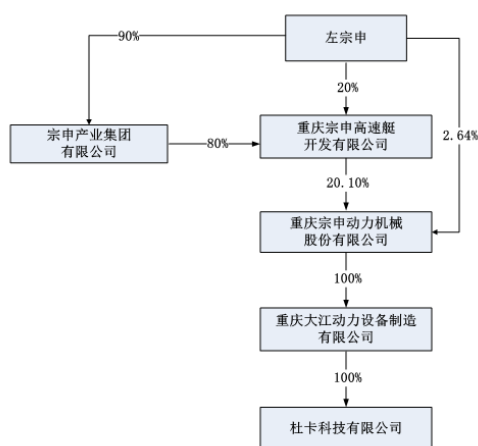 左宗申
90%
20%
宗申产业集团
有限公司
80%
重庆宗申高速艇
开发有限公司
2.64%
20.10%
重庆宗申动力机械
股份有限公司
100%
重庆大江动力设备制造
有限公司
100%
杜卡科技有限公司